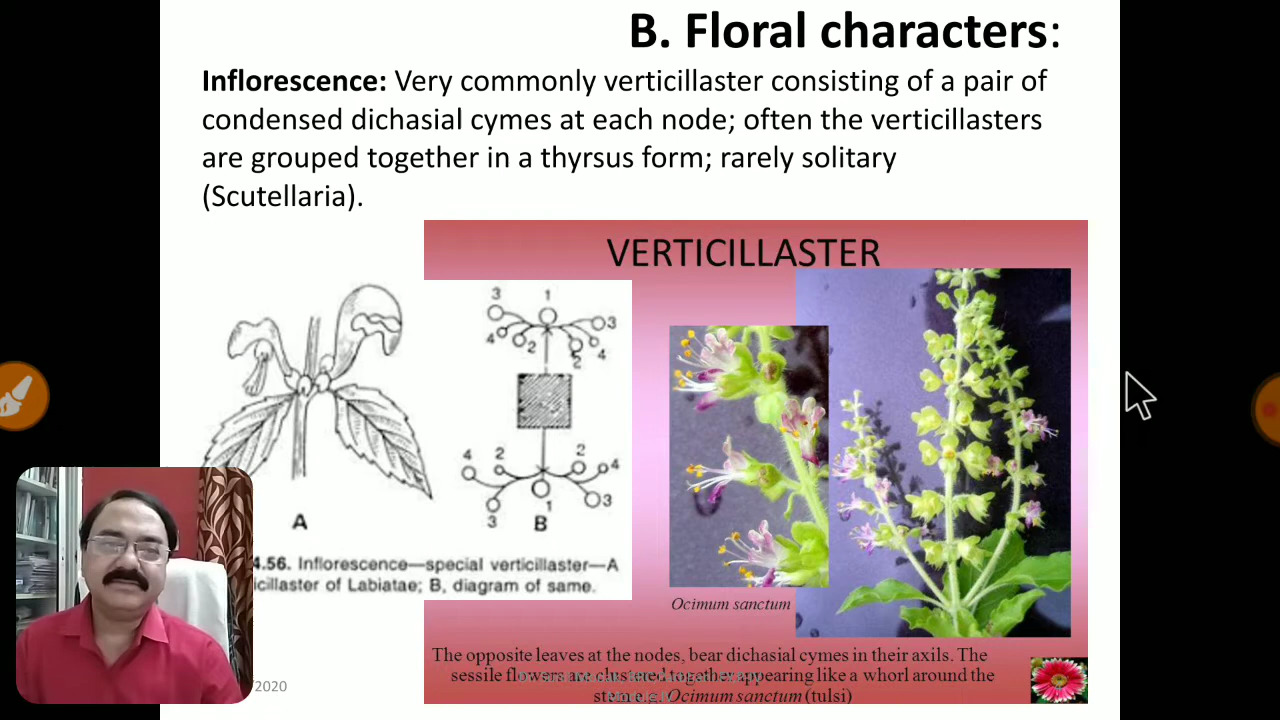 B. Floral characters:
Inflorescence: Very commonly verticillaster consisting of a pair of
condensed dichasial cymes at each node; often the verticillasters
are grouped together in a thyrsus form; rarely solitary
(Scutellaria).
VERTICILLASTER
3 1 3
4 2 2 4
4 2 2 4
3 1 3
A B
4.56. Inflorescence—special verticillaster—A
icillaster of Labiatae; B, diagram of same.
Ocimum sanctum
The opposite leaves at the nodes, bear dichasial cymes in their axils. The
sessile flowers are clustered together appearing like a whorl around the
stem e.g. Ocimum sanctum (tulsi)
/2020